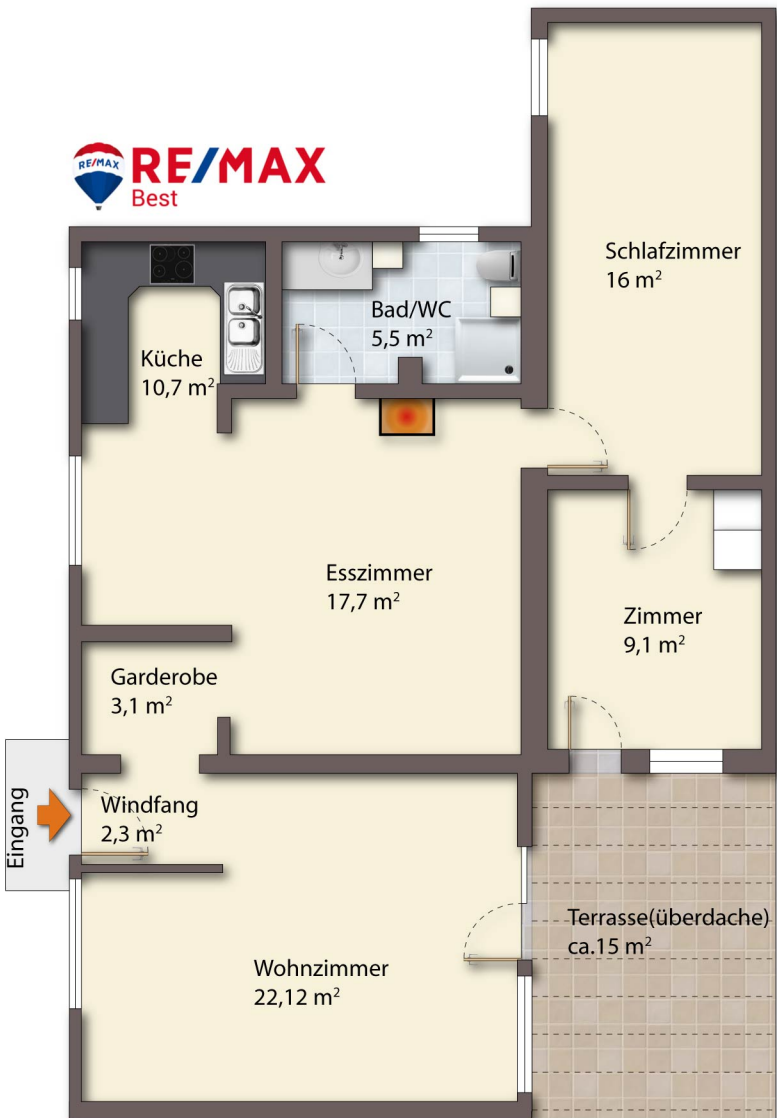 RE/MAX
RE/MAX
Best
Schlafzimmer
16 m²
Bad/WC
5,5 m²
Küche
10,7 m²
Esszimmer
17,7 m²
Zimmer
9,1 m²
Garderobe
3,1 m²
Eingang
Windfang
2,3 m²
Terrasse(überdache)
ca.15 m²
Wohnzimmer
22,12 m²